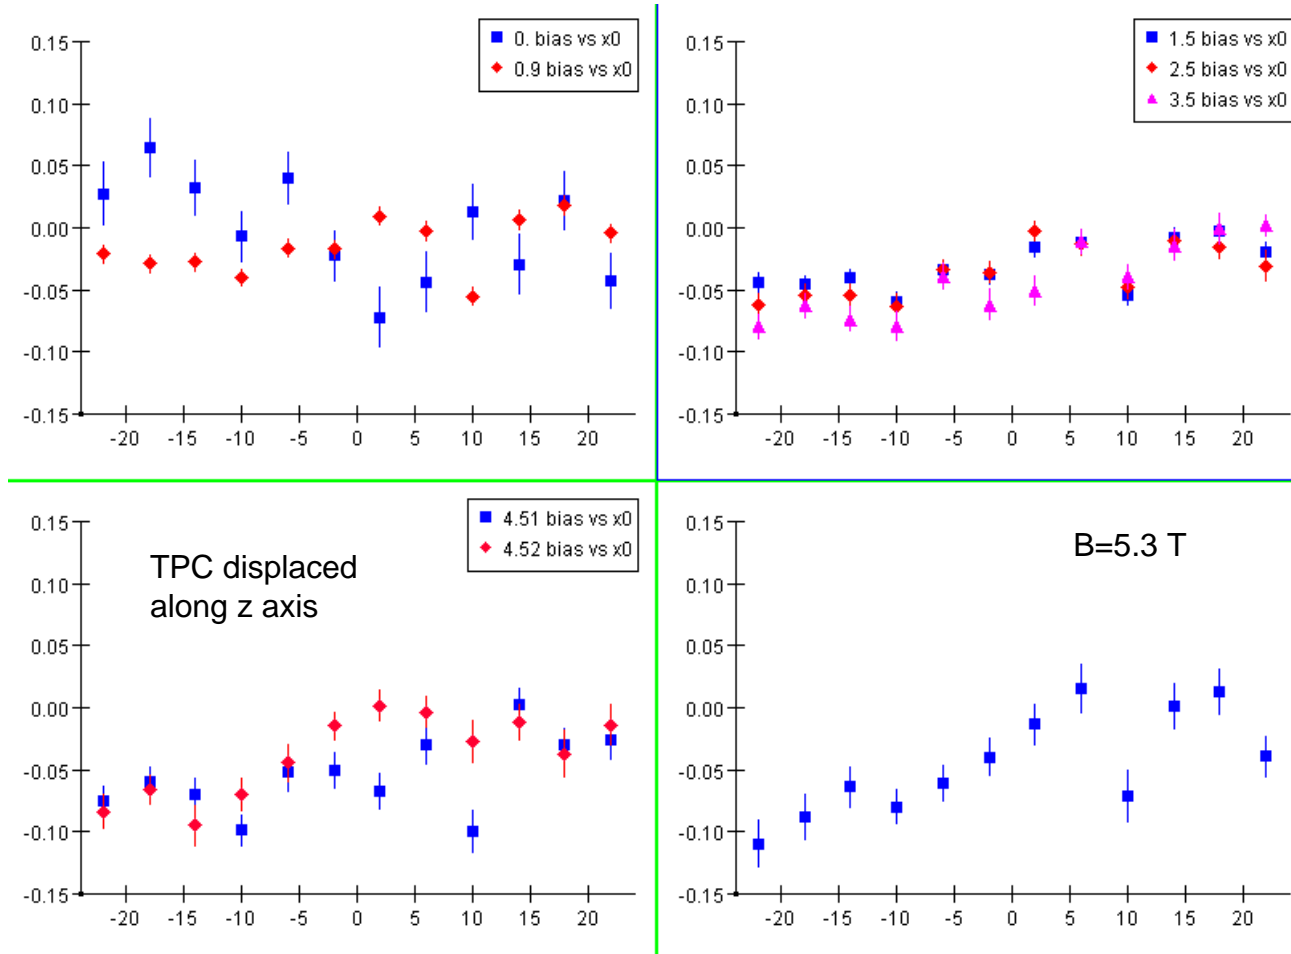 0. bias vs x0
0.9 bias vs x0
0.15
0.10
0.05
0.00
-0.05
-0.10
-0.15
-20 -15 -10 -5 0 5 10 15 20
1.5 bias vs x0
2.5 bias vs x0
3.5 bias vs x0
0.15
0.10
0.05
0.00
-0.05
-0.10
-0.15
-20 -15 -10 -5 0 5 10 15 20
4.51 bias vs x0
4.52 bias vs x0
TPC displaced
along z axis
0.15
0.10
0.05
0.00
-0.05
-0.10
-0.15
-20 -15 -10 -5 0 5 10 15 20
B=5.3 T
0.15
0.10
0.05
0.00
-0.05
-0.10
-0.15
-20 -15 -10 -5 0 5 10 15 20